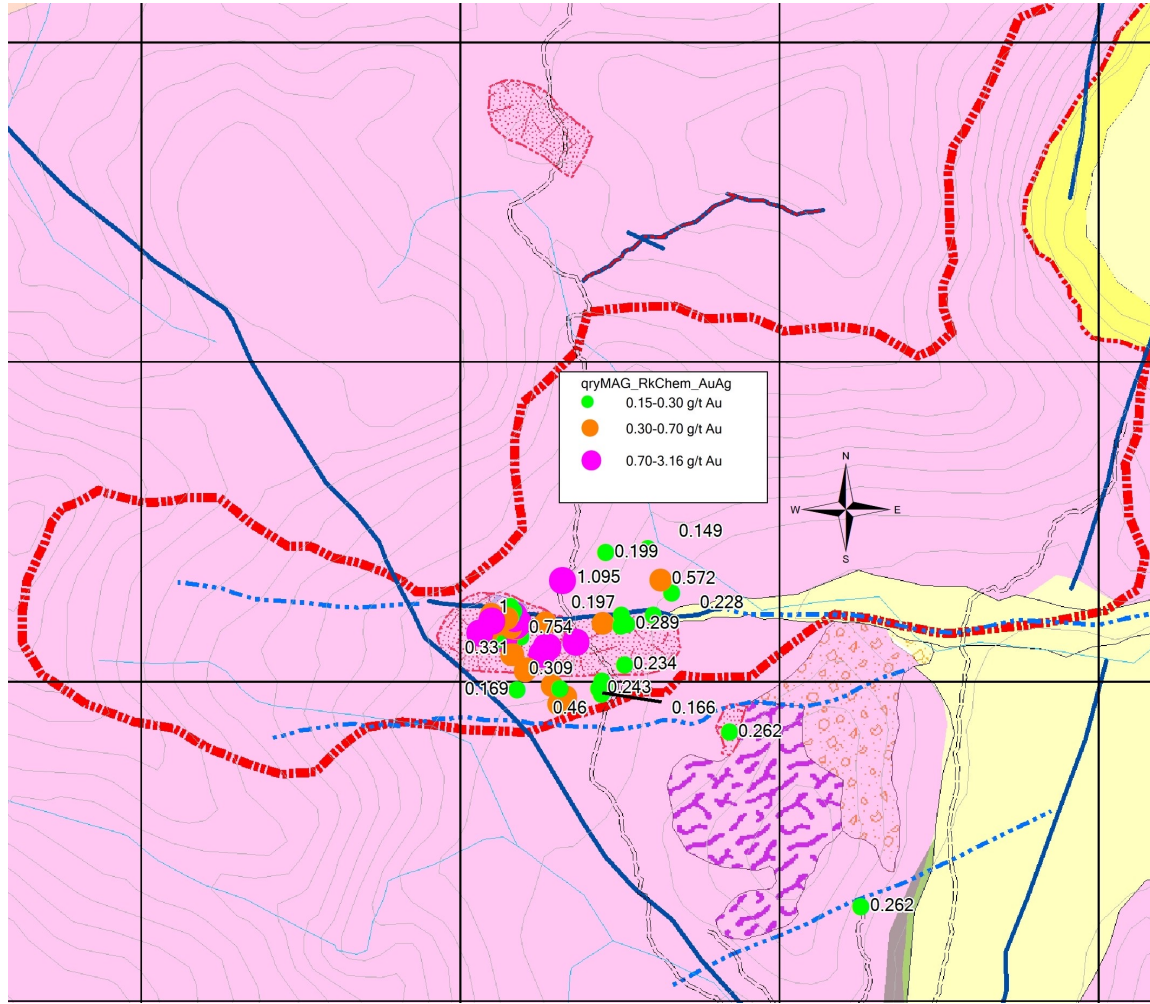 qryMAG_RkChem_AuAg
0.15-0.30 g/t Au
0.30-0.70 g/t Au
0.70-3.16 g/t Au
N
W E
S
0.149
0.199
1.095 0.572
0.197 0.228
1
0.754 0.289
0.331
0.309 0.234
0.169 0.243
0.46 0.166
0.262
0.262